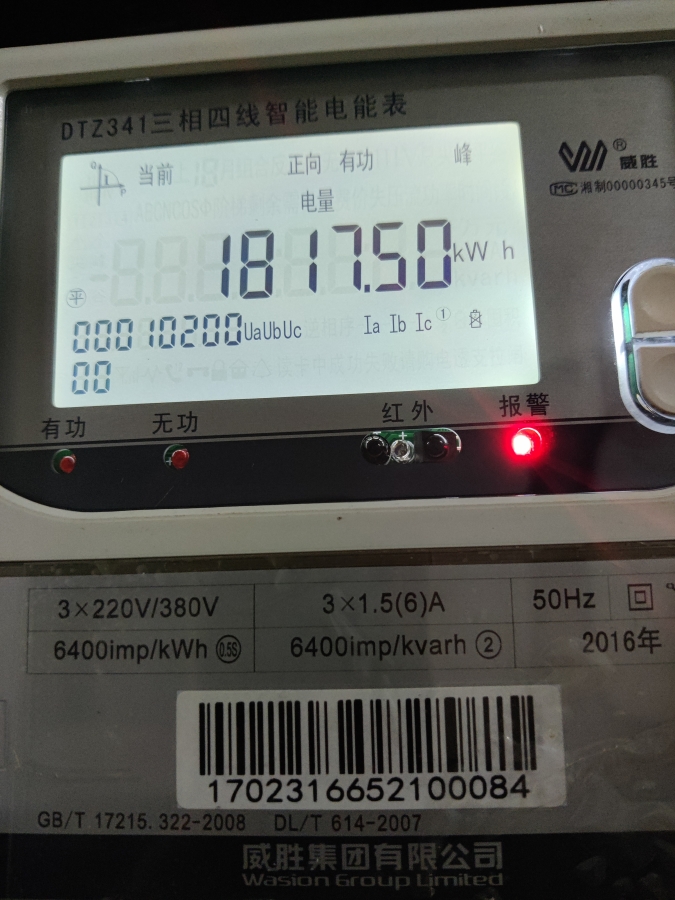 DTZ341三相四线智能电能表
威胜
MC 湘制00000345号
当前 正向 有功 峰
电量
1817.50 kWh
平
00010200 UaUbUc Ia Ib Ic ①
00
有功 无功 红外 报警
3×220V/380V 3×1.5(6)A 50Hz
6400imp/kWh 0.5S 6400imp/kvarh ② 2016年
1702316652100084
GB/T 17215.322-2008 DL/T 614-2007
威胜集团有限公司
Wasion Group Limited